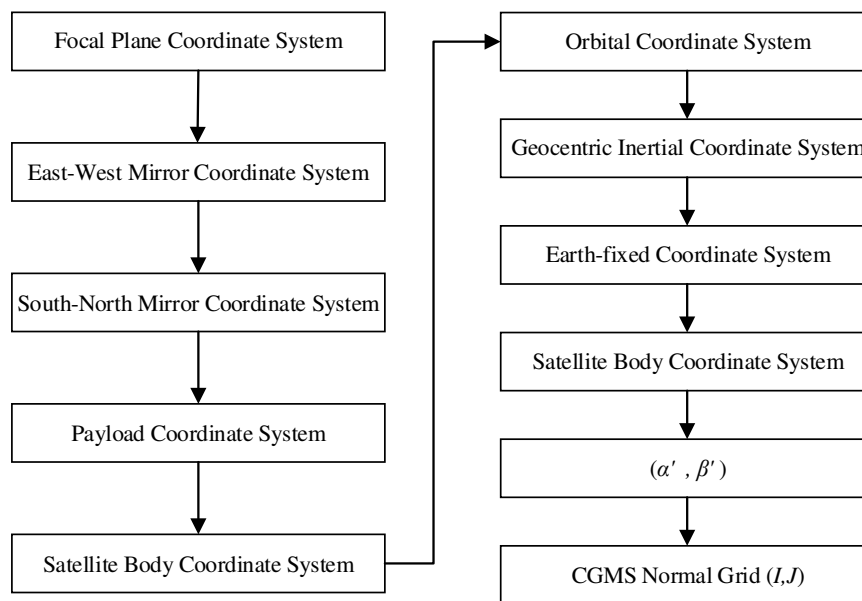 Focal Plane Coordinate System
East-West Mirror Coordinate System
South-North Mirror Coordinate System
Payload Coordinate System
Satellite Body Coordinate System
Orbital Coordinate System
Geocentric Inertial Coordinate System
Earth-fixed Coordinate System
Satellite Body Coordinate System
(α′ , β′ )
CGMS Normal Grid (I,J)